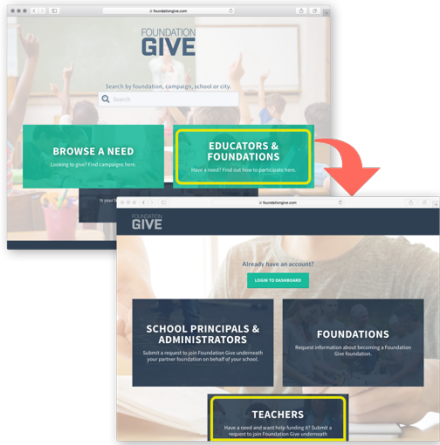 foundationgive.com
FOUNDATION
GIVE
Search by foundation, campaign, school or city.
Search
BROWSE A NEED
Looking to give? Find campaigns here.
EDUCATORS &
FOUNDATIONS
Have a need? Find out how to participate here.
foundationgive.com
FOUNDATION
GIVE
Already have an account?
LOGIN TO DASHBOARD
SCHOOL PRINCIPALS &
ADMINISTRATORS
Submit a request to join Foundation Give underneath
your partner foundation on behalf of your school.
FOUNDATIONS
Request information about becoming a Foundation
Give foundation.
TEACHERS
Have a need and want help funding it? Submit a
request to join Foundation Give underneath